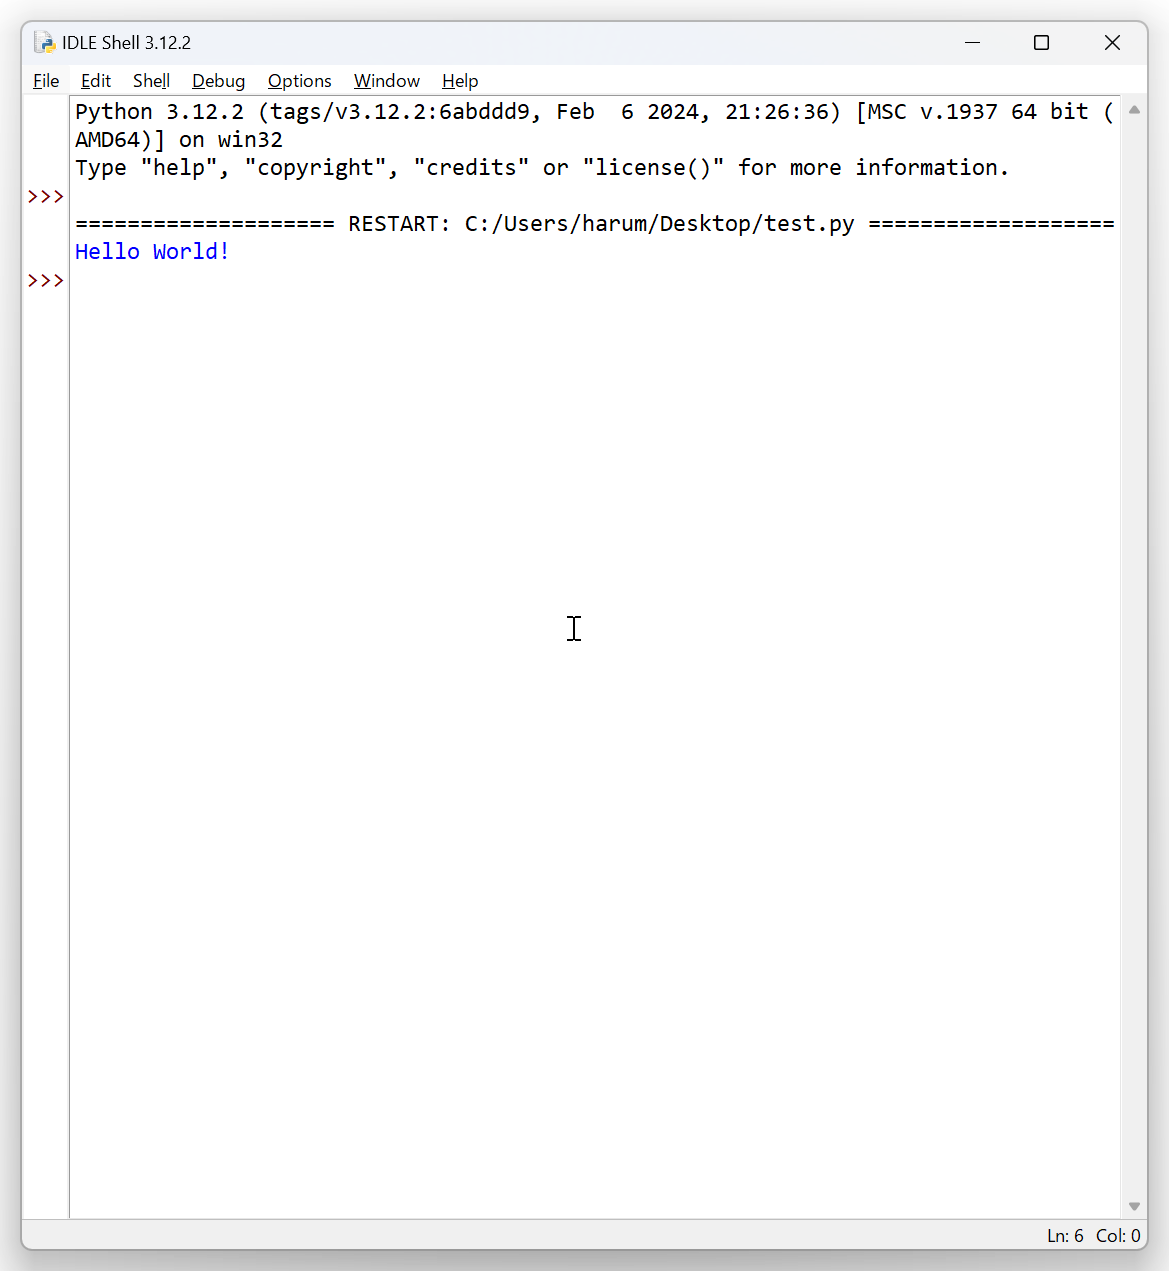 IDLE Shell 3.12.2
File Edit Shell Debug Options Window Help
Python 3.12.2 (tags/v3.12.2:6abddd9, Feb  6 2024, 21:26:36) [MSC v.1937 64 bit (
AMD64)] on win32
Type "help", "copyright", "credits" or "license()" for more information.
>>>
==================== RESTART: C:/Users/harum/Desktop/test.py ===================
Hello World!
>>>
Ln: 6 Col: 0